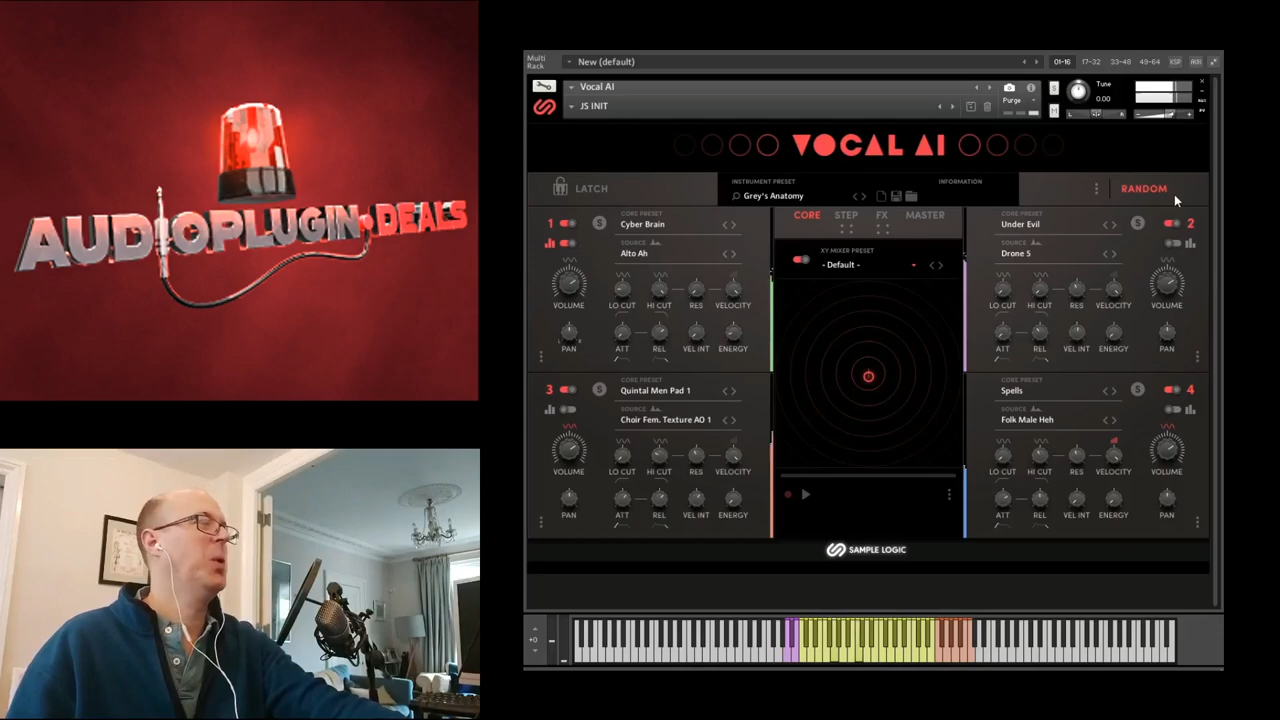 AUDIOPLUGIN.DEALS
Multi
Rack
New (default)
01-16
17-32
33-48
49-64
KSP
Vocal AI
JS INIT
Purge
S
M
Tune
0.00
VOCAL AI
LATCH
INSTRUMENT PRESET
INFORMATION
Grey's Anatomy
RANDOM
CORE
STEP
FX
MASTER
XY MIXER PRESET
- Default -
1
S
CORE PRESET
Cyber Brain
SOURCE
Alto Ah
VOLUME
LO CUT
HI CUT
RES
VELOCITY
PAN
L
R
ATT
REL
VEL INT
ENERGY
CORE PRESET
Under Evil
S
2
SOURCE
Drone 5
LO CUT
HI CUT
RES
VELOCITY
VOLUME
ATT
REL
VEL INT
ENERGY
PAN
3
S
CORE PRESET
Quintal Men Pad 1
SOURCE
Choir Fem. Texture AO 1
VOLUME
LO CUT
HI CUT
RES
VELOCITY
PAN
ATT
REL
VEL INT
ENERGY
CORE PRESET
Spells
S
4
SOURCE
Folk Male Heh
LO CUT
HI CUT
RES
VELOCITY
VOLUME
ATT
REL
VEL INT
ENERGY
PAN
SAMPLE LOGIC
+0